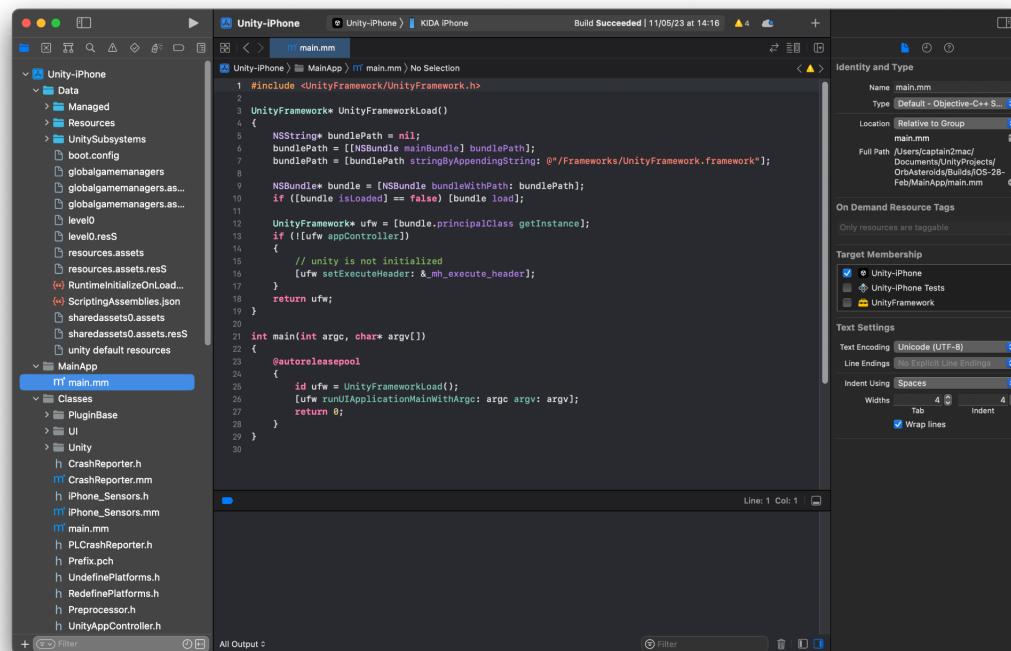 Unity-iPhone
Unity-iPhone 〉 KIDA iPhone
Build Succeeded | 11/05/23 at 14:16
4
main.mm
Unity-iPhone 〉 MainApp 〉 main.mm 〉 No Selection
Unity-iPhone
Data
Managed
Resources
UnitySubsystems
boot.config
globalgamemanagers
globalgamemanagers.as...
globalgamemanagers.as...
level0
level0.resS
resources.assets
resources.assets.resS
RuntimeInitializeOnLoad...
ScriptingAssemblies.json
sharedassets0.assets
sharedassets0.assets.resS
unity default resources
MainApp
main.mm
Classes
PluginBase
UI
Unity
CrashReporter.h
CrashReporter.mm
iPhone_Sensors.h
iPhone_Sensors.mm
main.mm
PLCrashReporter.h
Prefix.pch
UndefinePlatforms.h
RedefinePlatforms.h
Preprocessor.h
UnityAppController.h
Filter
1 #include <UnityFramework/UnityFramework.h>
2
3 UnityFramework* UnityFrameworkLoad()
4 {
5 NSString* bundlePath = nil;
6 bundlePath = [[NSBundle mainBundle] bundlePath];
7 bundlePath = [bundlePath stringByAppendingString: @"/Frameworks/UnityFramework.framework"];
8
9 NSBundle* bundle = [NSBundle bundleWithPath: bundlePath];
10 if ([bundle isLoaded] == false) [bundle load];
11
12 UnityFramework* ufw = [bundle.principalClass getInstance];
13 if (![ufw appController])
14 {
15 // unity is not initialized
16 [ufw setExecuteHeader: &_mh_execute_header];
17 }
18 return ufw;
19 }
20
21 int main(int argc, char* argv[])
22 {
23 @autoreleasepool
24 {
25 id ufw = UnityFrameworkLoad();
26 [ufw runUIApplicationMainWithArgc: argc argv: argv];
27 return 0;
28 }
29 }
30
Line: 1 Col: 1
All Output
Filter
Identity and Type
Name main.mm
Type Default - Objective-C++ S...
Location Relative to Group
main.mm
Full Path /Users/captain2mac/
Documents/UnityProjects/
OrbAsteroids/Builds/iOS-28-
Feb/MainApp/main.mm
On Demand Resource Tags
Only resources are taggable
Target Membership
Unity-iPhone
Unity-iPhone Tests
UnityFramework
Text Settings
Text Encoding Unicode (UTF-8)
Line Endings No Explicit Line Endings
Indent Using Spaces
Widths 4 4
Tab Indent
Wrap lines